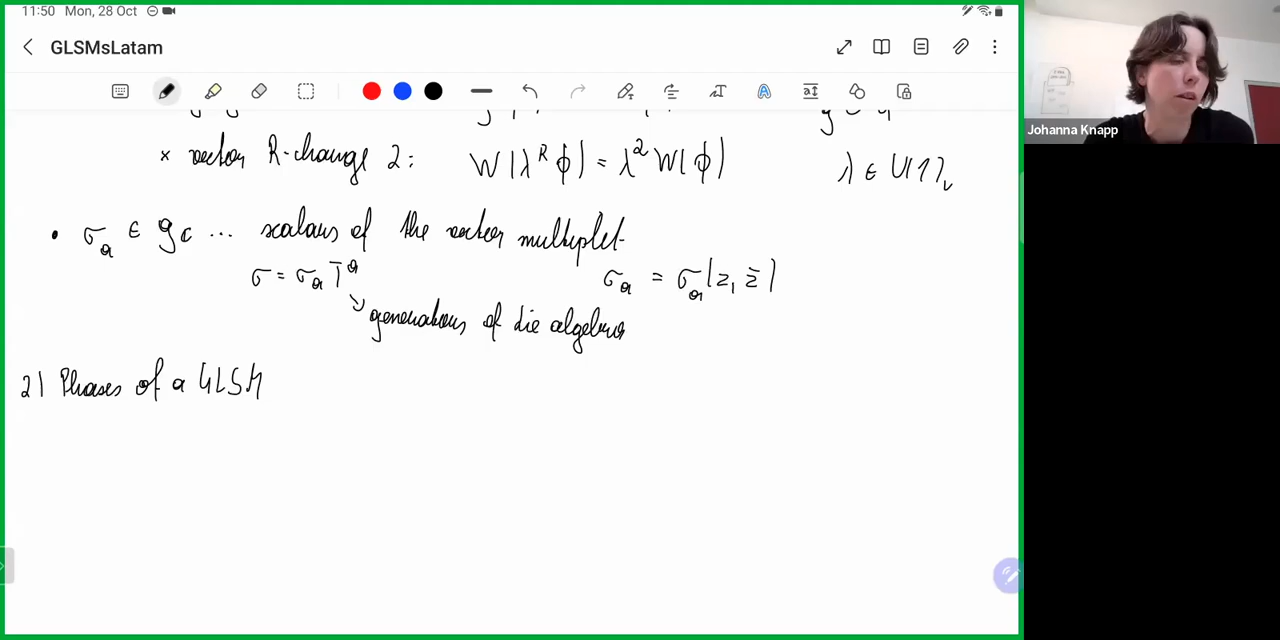 11:50 Mon, 28 Oct
GLSMsLatam
× vector R-charge 2: W(λ^R ϕ) = λ² W(ϕ) λ ∈ U(1)_V
• σ_a ∈ g_C ... scalars of the vector multiplet
σ = σ_a T^a σ_a = σ_a(z, z̄)
↘ generators of Lie algebra
2) Phases of a GLSM
Johanna Knapp